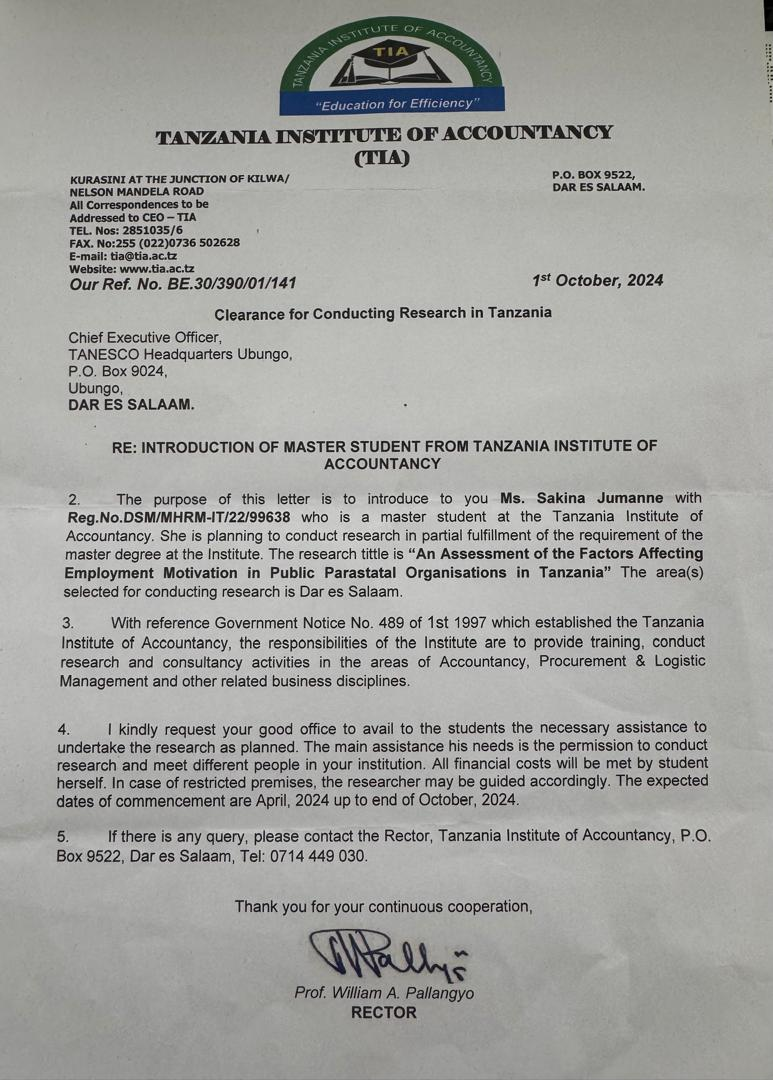 TANZANIA INSTITUTE OF ACCOUNTANCY
TIA
"Education for Efficiency"
TANZANIA INSTITUTE OF ACCOUNTANCY
(TIA)
KURASINI AT THE JUNCTION OF KILWA/
NELSON MANDELA ROAD
All Correspondences to be
Addressed to CEO – TIA
TEL. Nos: 2851035/6
FAX. No:255 (022)0736 502628
E-mail: tia@tia.ac.tz
Website: www.tia.ac.tz
P.O. BOX 9522,
DAR ES SALAAM.
Our Ref. No. BE.30/390/01/141
1st October, 2024
Clearance for Conducting Research in Tanzania
Chief Executive Officer,
TANESCO Headquarters Ubungo,
P.O. Box 9024,
Ubungo,
DAR ES SALAAM.
RE: INTRODUCTION OF MASTER STUDENT FROM TANZANIA INSTITUTE OF
ACCOUNTANCY
2. The purpose of this letter is to introduce to you Ms. Sakina Jumanne with
Reg.No.DSM/MHRM-IT/22/99638 who is a master student at the Tanzania Institute of
Accountancy. She is planning to conduct research in partial fulfillment of the requirement of the
master degree at the Institute. The research tittle is “An Assessment of the Factors Affecting
Employment Motivation in Public Parastatal Organisations in Tanzania” The area(s)
selected for conducting research is Dar es Salaam.
3. With reference Government Notice No. 489 of 1st 1997 which established the Tanzania
Institute of Accountancy, the responsibilities of the Institute are to provide training, conduct
research and consultancy activities in the areas of Accountancy, Procurement & Logistic
Management and other related business disciplines.
4. I kindly request your good office to avail to the students the necessary assistance to
undertake the research as planned. The main assistance his needs is the permission to conduct
research and meet different people in your institution. All financial costs will be met by student
herself. In case of restricted premises, the researcher may be guided accordingly. The expected
dates of commencement are April, 2024 up to end of October, 2024.
5. If there is any query, please contact the Rector, Tanzania Institute of Accountancy, P.O.
Box 9522, Dar es Salaam, Tel: 0714 449 030.
Thank you for your continuous cooperation,
Prof. William A. Pallangyo
RECTOR